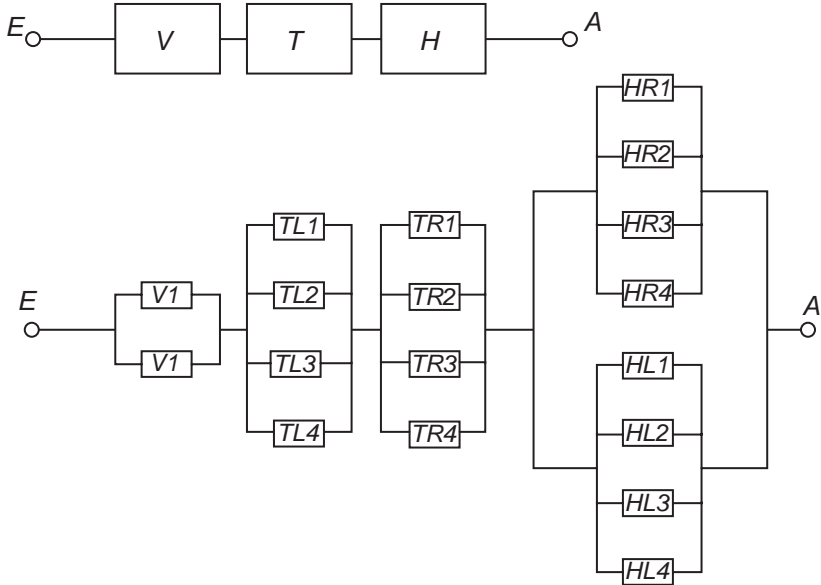 E V T H A
HR1
HR2
HR3
HR4
TL1
TL2
TL3
TL4
TR1
TR2
TR3
TR4
E
V1
V1
A
HL1
HL2
HL3
HL4